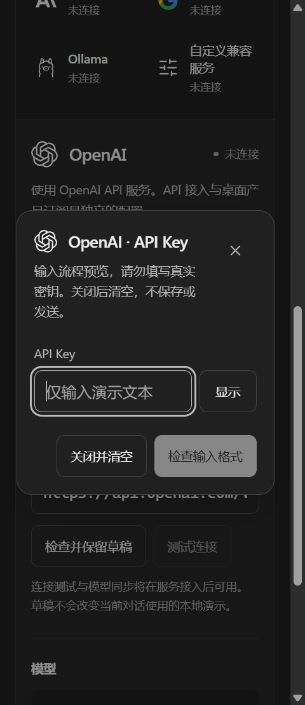 未连接
未连接
Ollama
未连接
自定义兼容
服务
未连接
OpenAI
未连接
使用 OpenAI API 服务。API 接入与桌面产
OpenAI · API Key
输入流程预览，请勿填写真实
密钥。关闭后清空，不保存或
发送。
API Key
仅输入演示文本
显示
关闭并清空
检查输入格式
检查并保留草稿
测试连接
连接测试与模型同步将在服务接入后可用。
草稿不会改变当前对话使用的本地演示。
模型